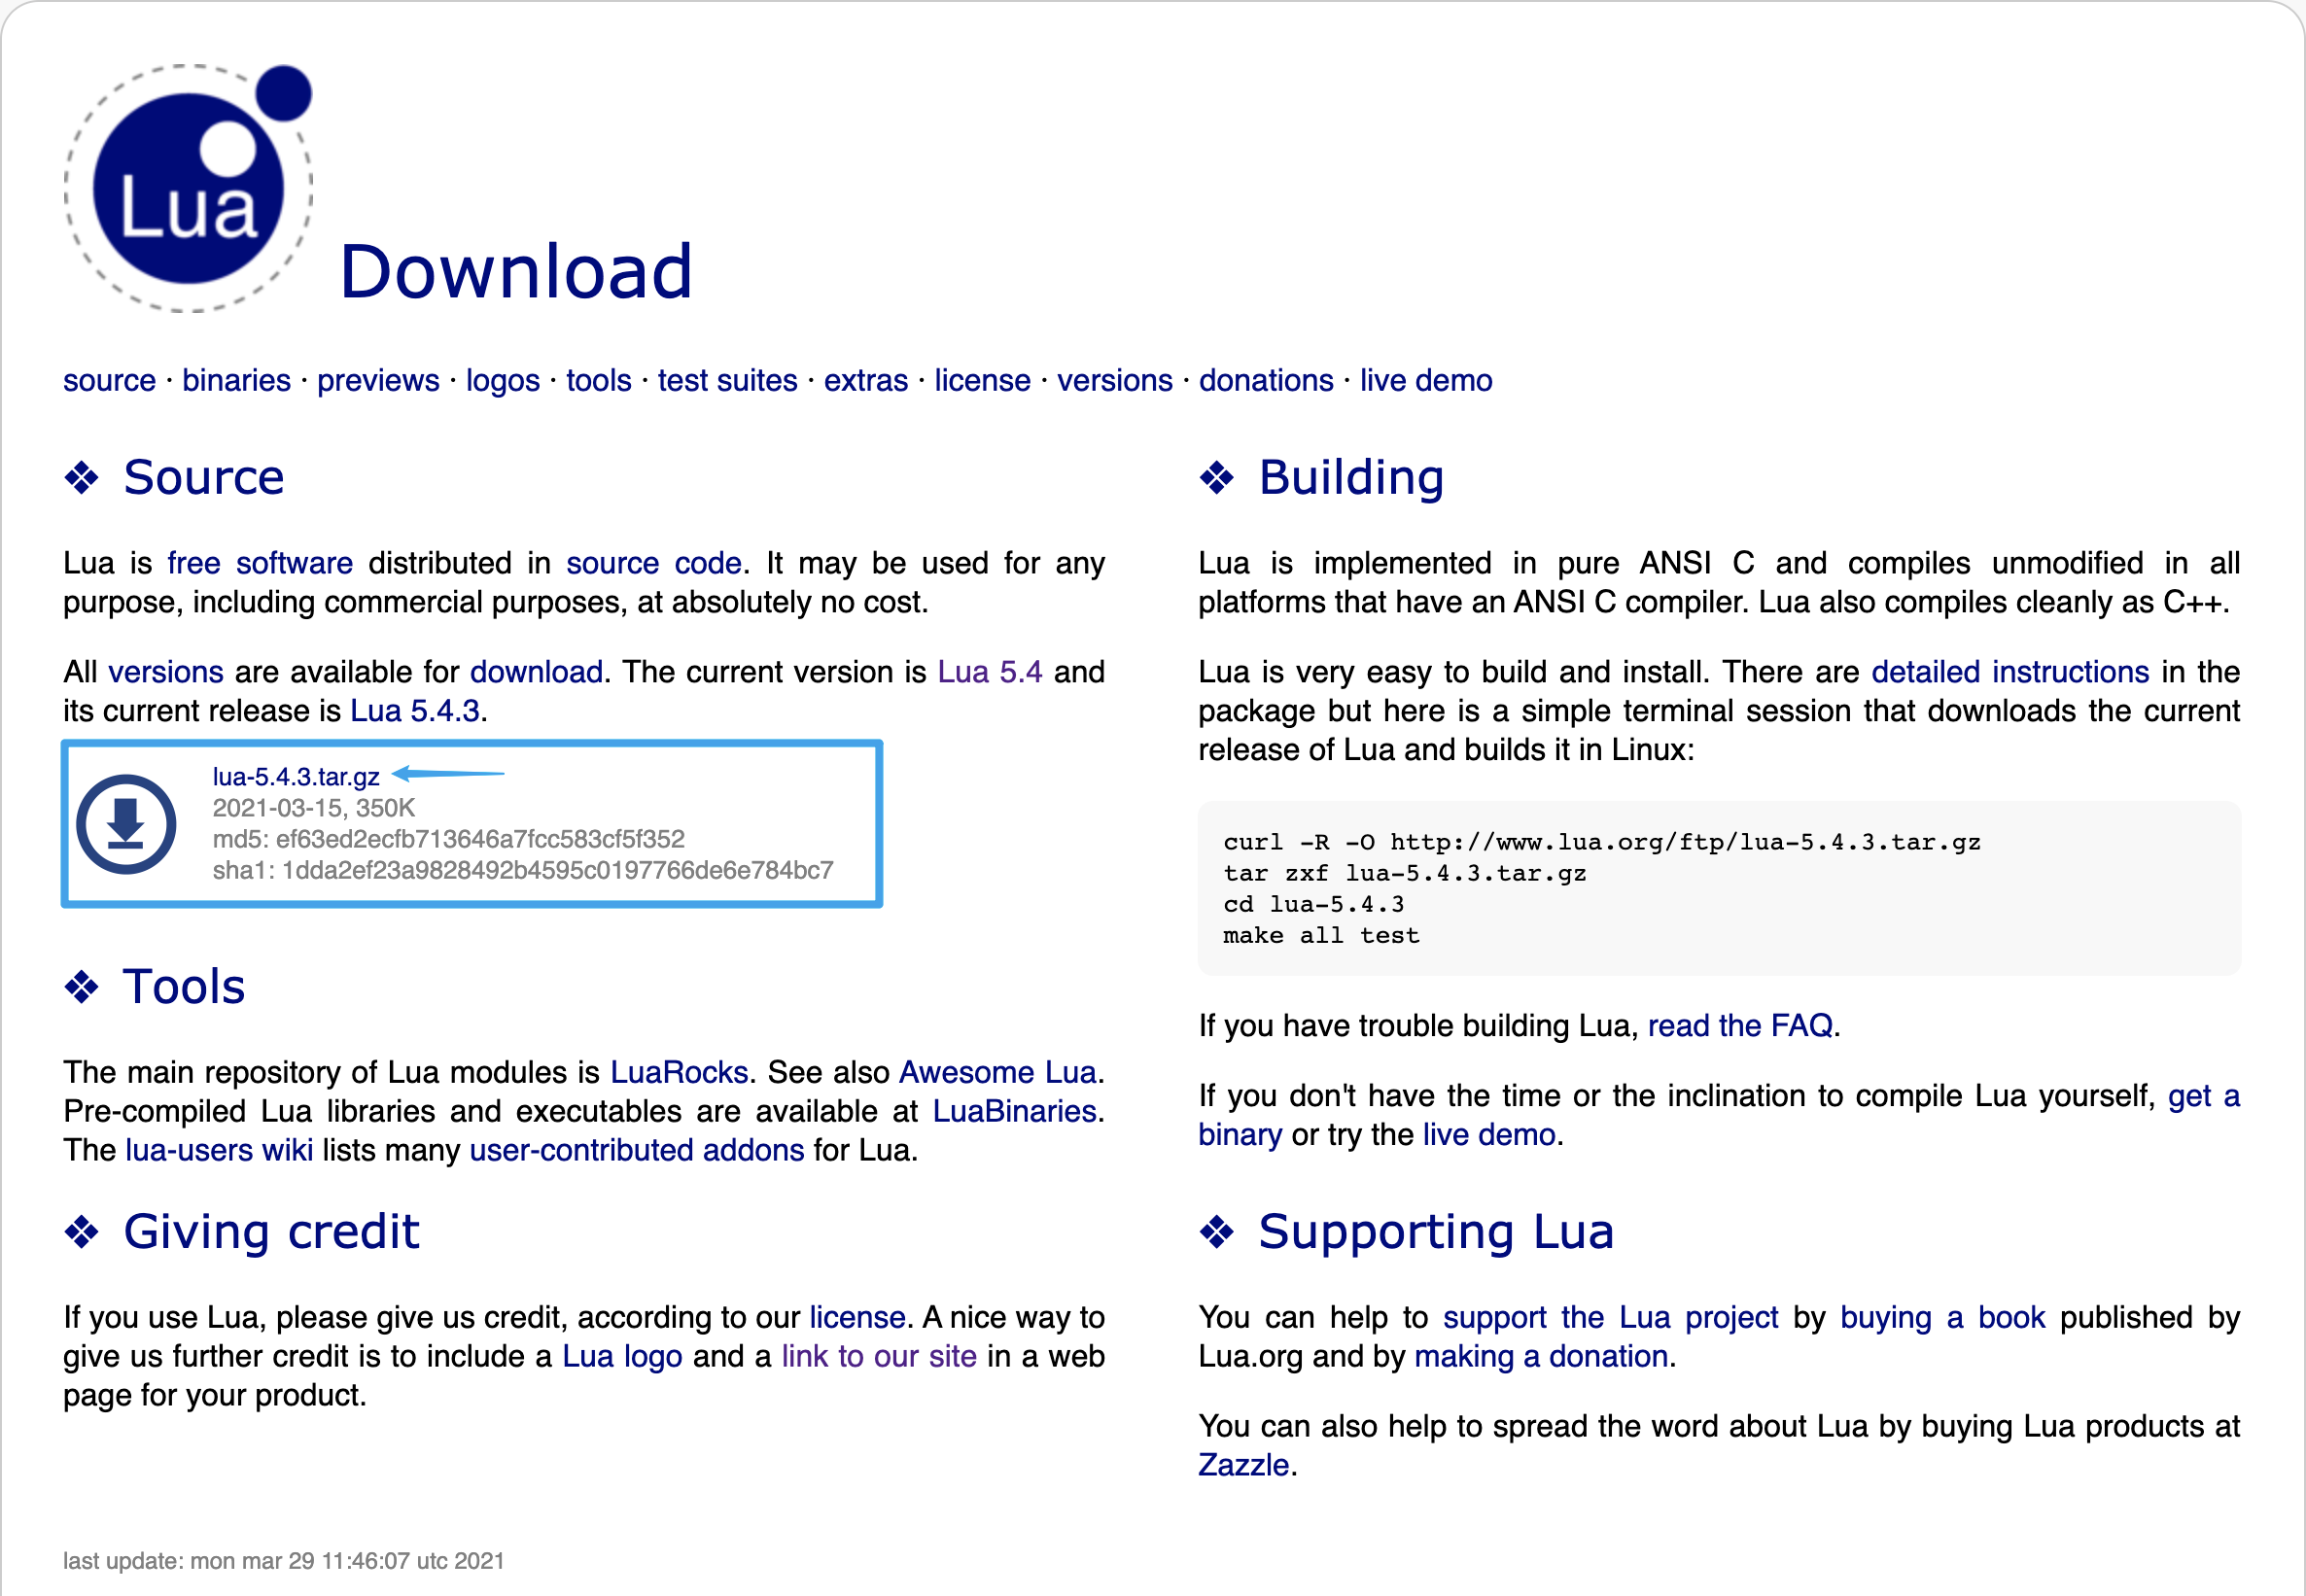 Lua
Download
source · binaries · previews · logos · tools · test suites · extras · license · versions · donations · live demo
❖ Source
Lua is free software distributed in source code. It may be used for any
purpose, including commercial purposes, at absolutely no cost.
All versions are available for download. The current version is Lua 5.4 and
its current release is Lua 5.4.3.
lua-5.4.3.tar.gz
2021-03-15, 350K
md5: ef63ed2ecfb713646a7fcc583cf5f352
sha1: 1dda2ef23a9828492b4595c0197766de6e784bc7
❖ Tools
The main repository of Lua modules is LuaRocks. See also Awesome Lua.
Pre-compiled Lua libraries and executables are available at LuaBinaries.
The lua-users wiki lists many user-contributed addons for Lua.
❖ Giving credit
If you use Lua, please give us credit, according to our license. A nice way to
give us further credit is to include a Lua logo and a link to our site in a web
page for your product.
❖ Building
Lua is implemented in pure ANSI C and compiles unmodified in all
platforms that have an ANSI C compiler. Lua also compiles cleanly as C++.
Lua is very easy to build and install. There are detailed instructions in the
package but here is a simple terminal session that downloads the current
release of Lua and builds it in Linux:
curl -R -O http://www.lua.org/ftp/lua-5.4.3.tar.gz
tar zxf lua-5.4.3.tar.gz
cd lua-5.4.3
make all test
If you have trouble building Lua, read the FAQ.
If you don't have the time or the inclination to compile Lua yourself, get a
binary or try the live demo.
❖ Supporting Lua
You can help to support the Lua project by buying a book published by
Lua.org and by making a donation.
You can also help to spread the word about Lua by buying Lua products at
Zazzle.
last update: mon mar 29 11:46:07 utc 2021